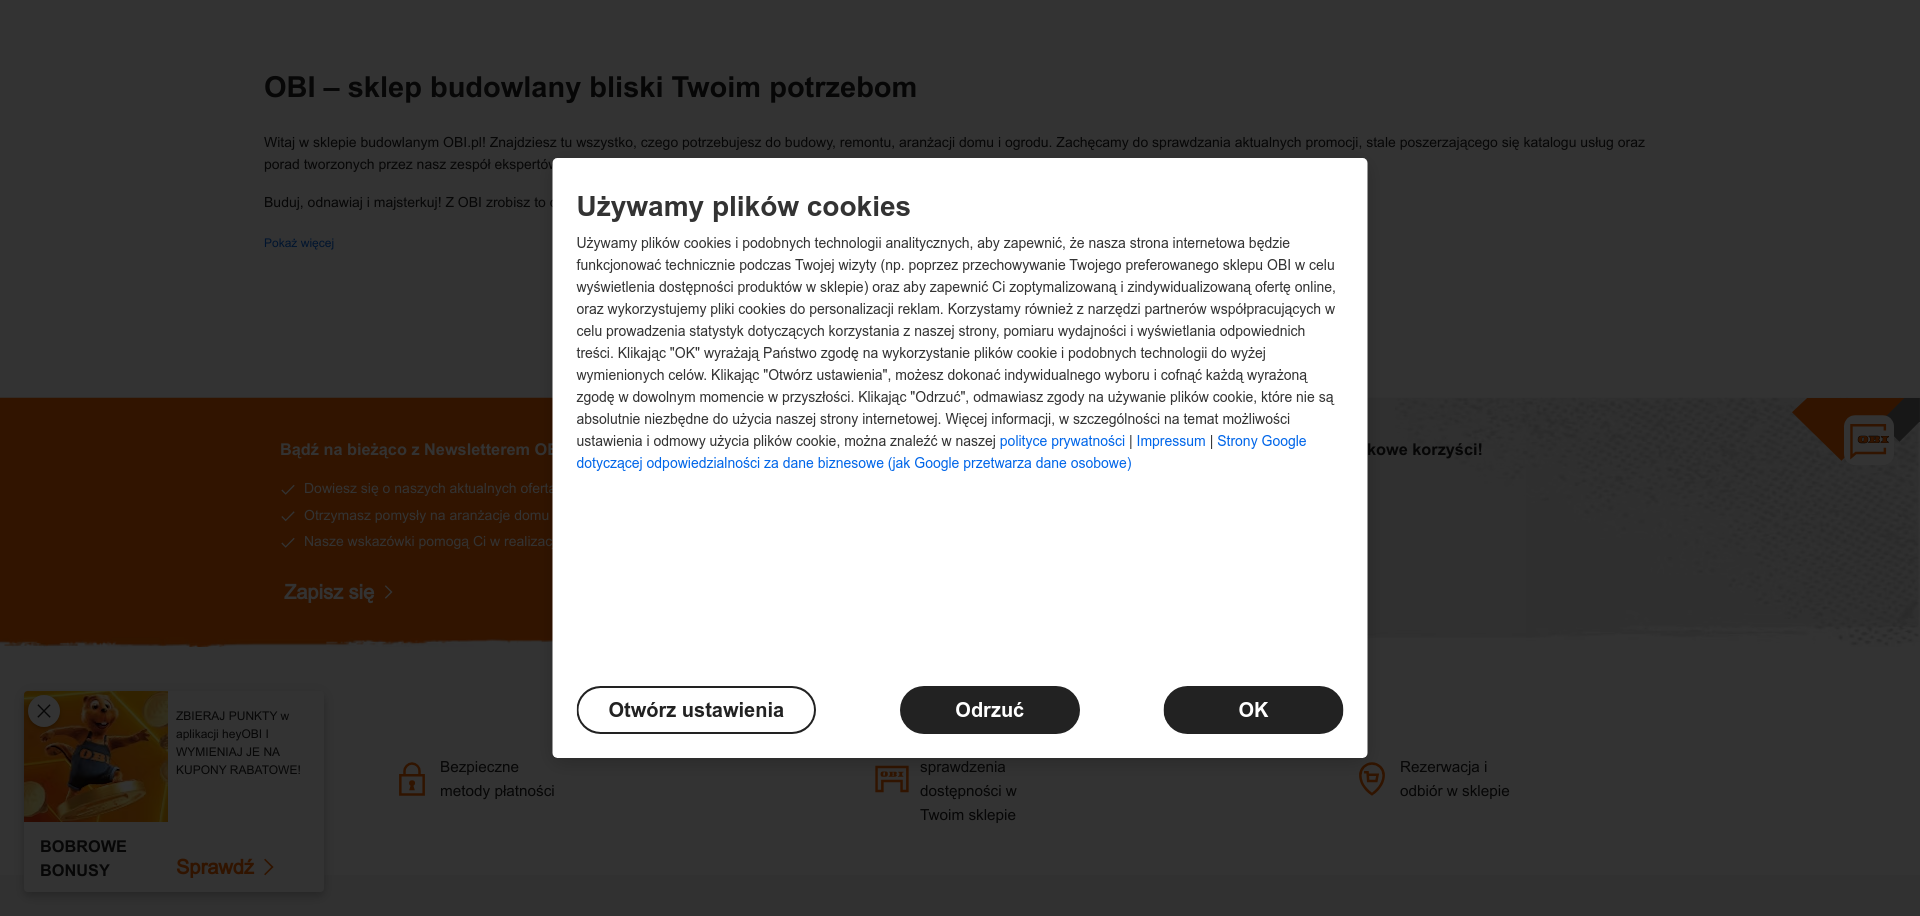 OBI – sklep budowlany bliski Twoim potrzebom
Witaj w sklepie budowlanym OBI.pl! Znajdziesz tu wszystko, czego potrzebujesz do budowy, remontu, aranżacji domu i ogrodu. Zachęcamy do sprawdzania aktualnych promocji, stale poszerzającego się katalogu usług oraz
porad tworzonych przez nasz zespół ekspertów
Buduj, odnawiaj i majsterkuj! Z OBI zrobisz to
Pokaż więcej
Używamy plików cookies
Używamy plików cookies i podobnych technologii analitycznych, aby zapewnić, że nasza strona internetowa będzie
funkcjonować technicznie podczas Twojej wizyty (np. poprzez przechowywanie Twojego preferowanego sklepu OBI w celu
wyświetlenia dostępności produktów w sklepie) oraz aby zapewnić Ci zoptymalizowaną i zindywidualizowaną ofertę online,
oraz wykorzystujemy pliki cookies do personalizacji reklam. Korzystamy również z narzędzi partnerów współpracujących w
celu prowadzenia statystyk dotyczących korzystania z naszej strony, pomiaru wydajności i wyświetlania odpowiednich
treści. Klikając "OK" wyrażają Państwo zgodę na wykorzystanie plików cookie i podobnych technologii do wyżej
wymienionych celów. Klikając "Otwórz ustawienia", możesz dokonać indywidualnego wyboru i cofnąć każdą wyrażoną
zgodę w dowolnym momencie w przyszłości. Klikając "Odrzuć", odmawiasz zgody na używanie plików cookie, które nie są
absolutnie niezbędne do użycia naszej strony internetowej. Więcej informacji, w szczególności na temat możliwości
ustawienia i odmowy użycia plików cookie, można znaleźć w naszej polityce prywatności | Impressum | Strony Google
dotyczącej odpowiedzialności za dane biznesowe (jak Google przetwarza dane osobowe)
Otwórz ustawienia
Odrzuć
OK
Bądź na bieżąco z Newsletterem
kowe korzyści!
OBI
Dowiesz się o naszych aktualnych
Otrzymasz pomysły na aranżacje domu
Nasze wskazówki pomogą Ci w
Zapisz się
ZBIERAJ PUNKTY w
aplikacji heyOBI I
WYMIENIAJ JE NA
KUPONY RABATOWE!
OBI
BOBROWE
BONUSY
Sprawdź
Bezpieczne
metody płatności
OBI
sprawdzenia
dostępności w
Twoim sklepie
Rezerwacja i
odbiór w sklepie